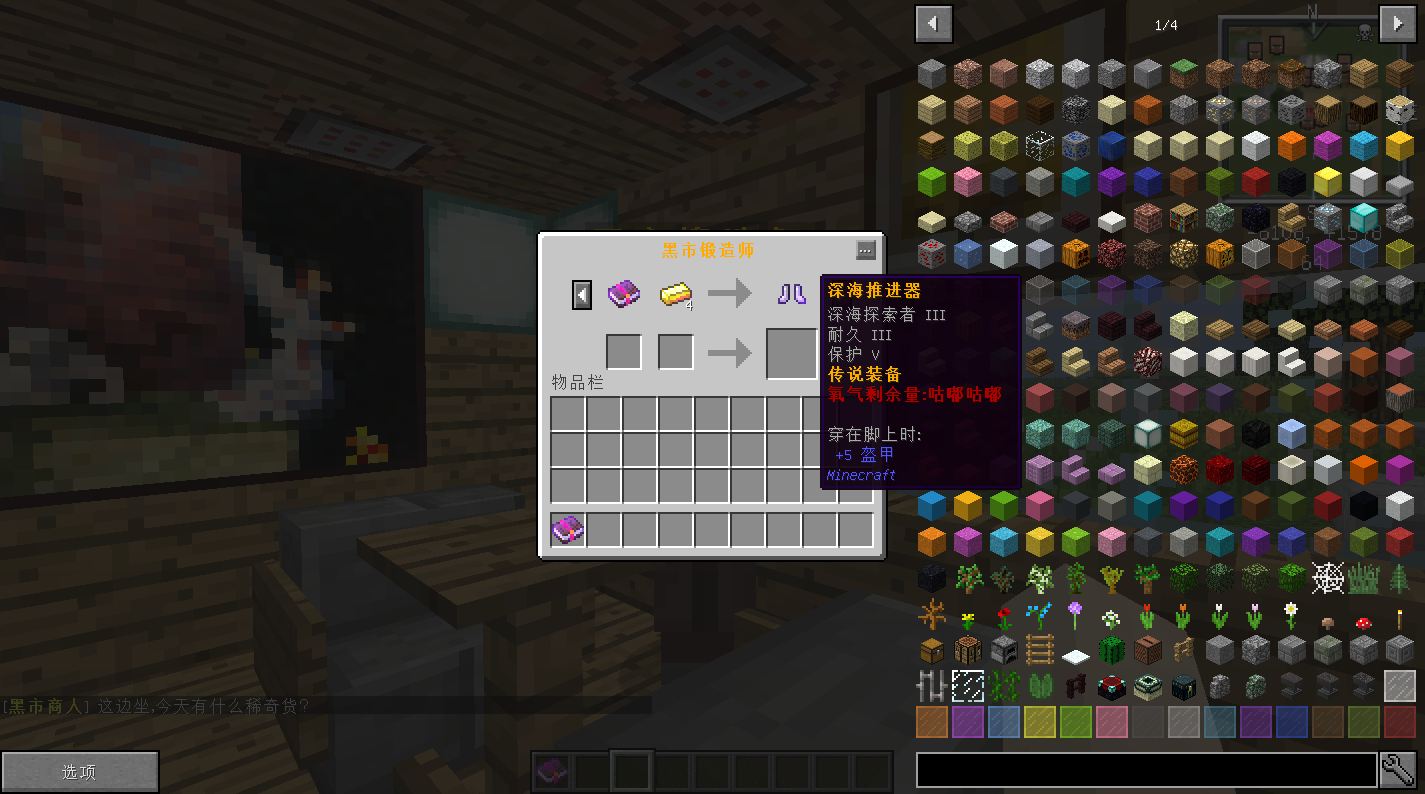 1/4
N
黑市锻造师
...
4
深海推进器
深海探索者 III
耐久 III
保护 V
传说装备
氧气剩余量:咕嘟咕嘟
穿在脚上时:
+5 盔甲
Minecraft
物品栏
[黑市商人] 这边坐,今天有什么稀奇货?
选项